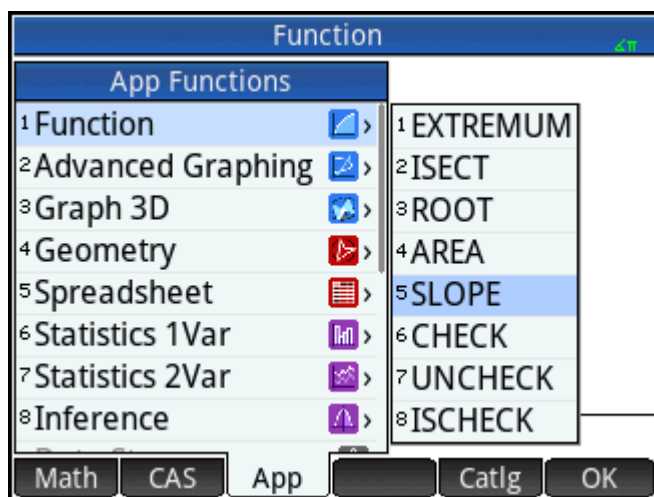 Function
∡π
App Functions
1 Function ›
2 Advanced Graphing ›
3 Graph 3D ›
4 Geometry ›
5 Spreadsheet ›
6 Statistics 1Var ›
7 Statistics 2Var ›
8 Inference ›
1 EXTREMUM
2 ISECT
3 ROOT
4 AREA
5 SLOPE
6 CHECK
7 UNCHECK
8 ISCHECK
Math CAS App Catlg OK